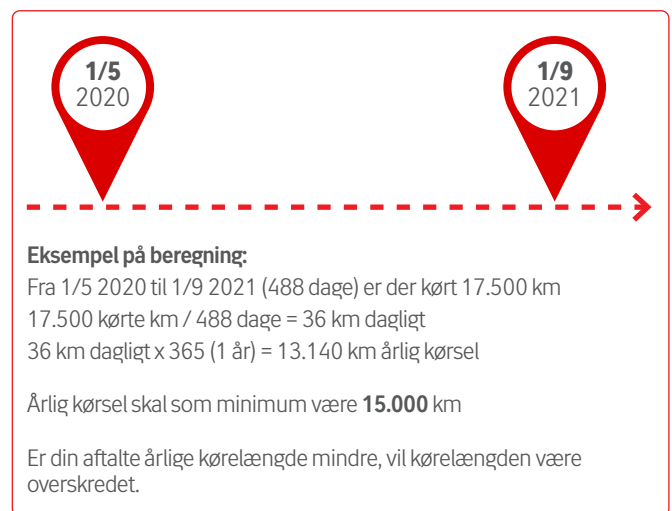 1/5
2020
1/9
2021
Eksempel på beregning:
Fra 1/5 2020 til 1/9 2021 (488 dage) er der kørt 17.500 km
17.500 kørte km / 488 dage = 36 km dagligt
36 km dagligt x 365 (1 år) = 13.140 km årlig kørsel
Årlig kørsel skal som minimum være 15.000 km
Er din aftalte årlige kørelængde mindre, vil kørelængden være
overskredet.